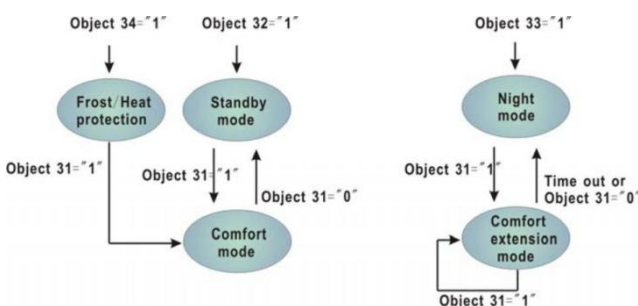 Object 34="1"
Object 32="1"
Object 33="1"
Frost/Heat
protection
Standby
mode
Night
mode
Object 31="1"
Object 31="1"
Object 31="0"
Object 31="1"
Time out or
Object 31="0"
Comfort
mode
Comfort
extension
mode
Object 31="1"